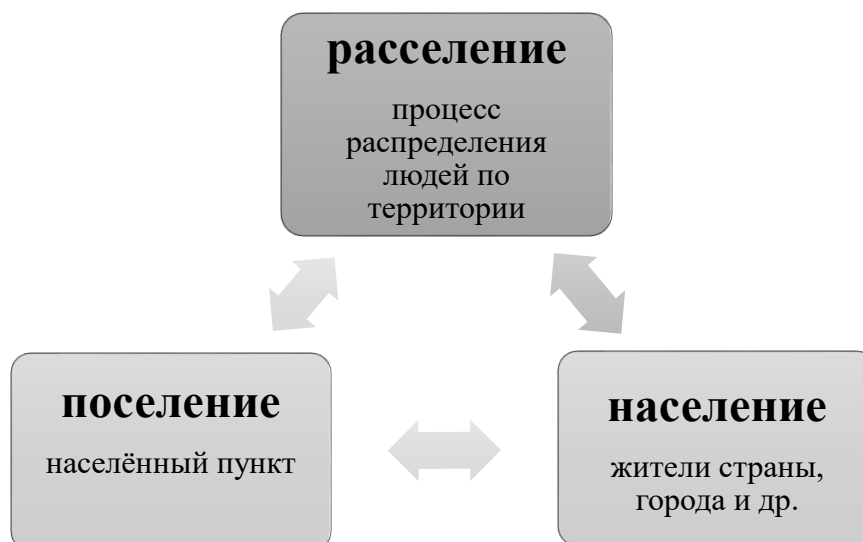 расселение
процесс
распределения
людей по
территории
поселение
населённый пункт
население
жители страны,
города и др.